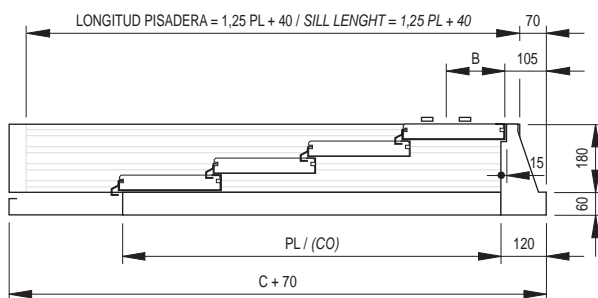 LONGITUD PISADERA = 1,25 PL + 40 / SILL LENGHT = 1,25 PL + 40
70
B
105
15
180
60
PL / (CO)
120
C + 70